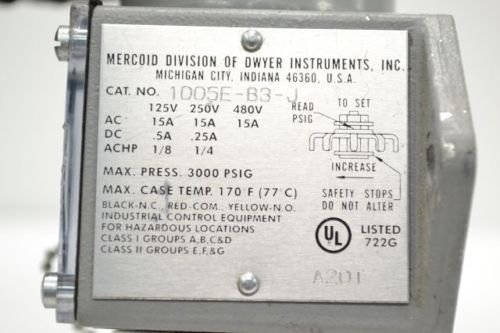 MERCOID DIVISION OF DWYER INSTRUMENTS, INC.
MICHIGAN CITY, INDIANA 46360, U.S.A.
CAT. NO. 1005E-B3-J
125V 250V 480V
AC 15A 15A 15A
DC .5A .25A
ACHP 1/8 1/4
READ PSIG
TO SET
INCREASE
MAX. PRESS. 3000 PSIG
MAX. CASE TEMP. 170°F (77°C)
SAFETY STOPS
DO NOT ALTER
BLACK-N.C., RED-COM., YELLOW-N.O.
INDUSTRIAL CONTROL EQUIPMENT
FOR HAZARDOUS LOCATIONS
CLASS I GROUPS A,B,C&D
CLASS II GROUPS E,F,&G
UL
LISTED
722G
A201